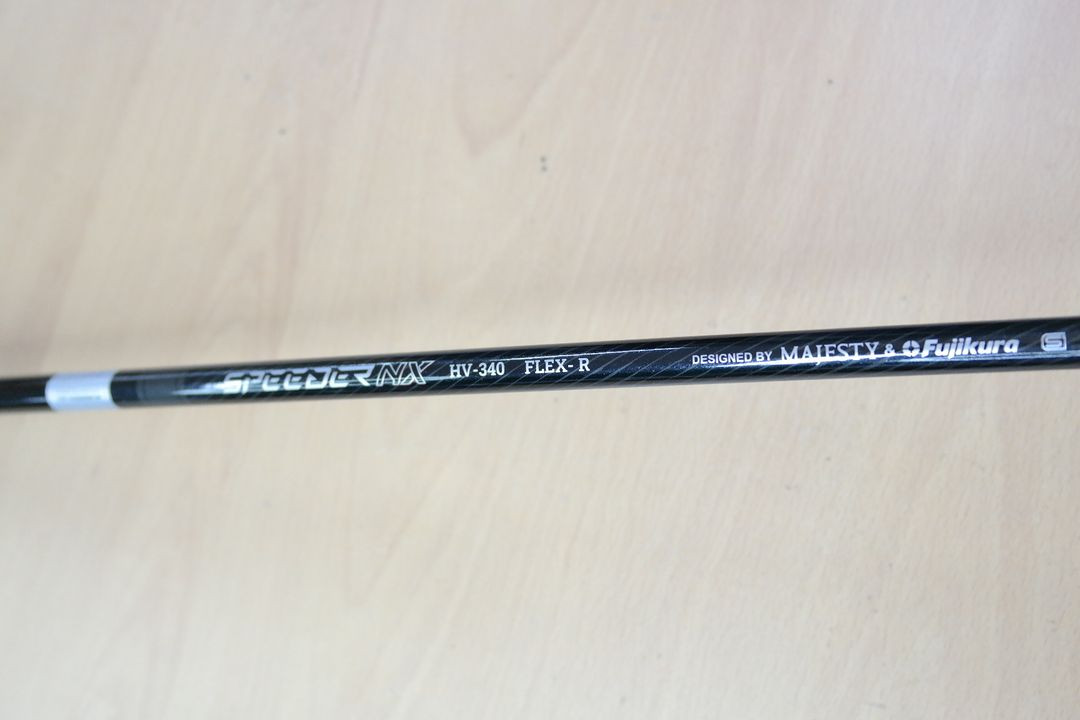 SPEEDER NX HV-340 FLEX- R DESIGNED BY MAJESTY & Fujikura